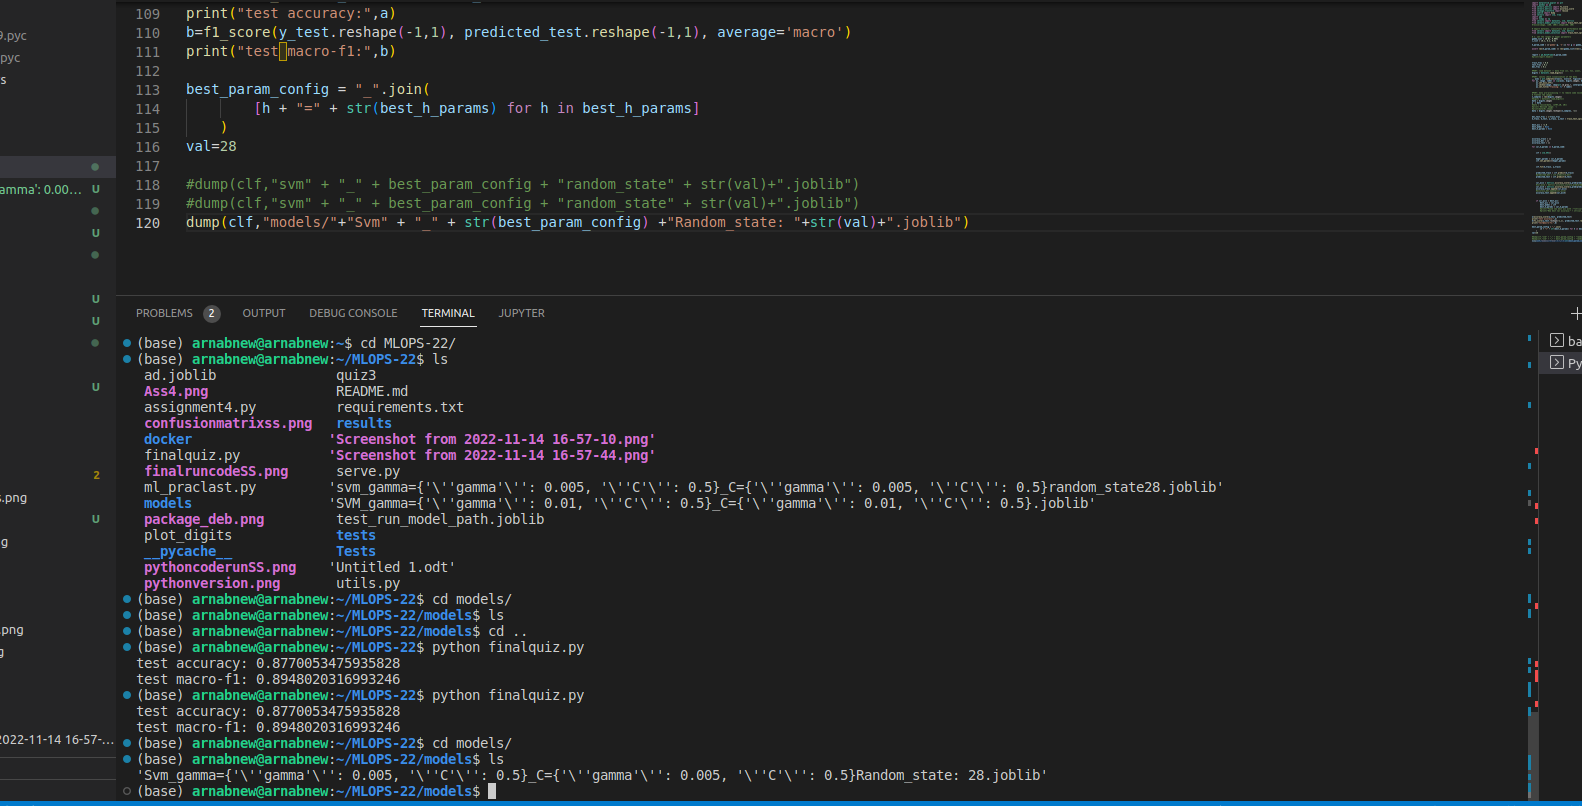 9.pyc
pyc
s
amma': 0.00... U
U
U
U
U
2
s.png
U
g
.png
g
2022-11-14 16-57-...
109 print("test accuracy:",a)
110 b=f1_score(y_test.reshape(-1,1), predicted_test.reshape(-1,1), average='macro')
111 print("test macro-f1:",b)
112
113 best_param_config = "_".join(
114 [h + "=" + str(best_h_params) for h in best_h_params]
115 )
116 val=28
117
118 #dump(clf,"svm" + "_" + best_param_config + "random_state" + str(val)+".joblib")
119 #dump(clf,"svm" + "_" + best_param_config + "random_state" + str(val)+".joblib")
120 dump(clf,"models/"+"Svm" + "_" + str(best_param_config) +"Random_state: "+str(val)+".joblib")
PROBLEMS 2 OUTPUT DEBUG CONSOLE TERMINAL JUPYTER
(base) arnabnew@arnabnew:~$ cd MLOPS-22/
(base) arnabnew@arnabnew:~/MLOPS-22$ ls
ad.joblib quiz3
Ass4.png README.md
assignment4.py requirements.txt
confusionmatrixss.png results
docker 'Screenshot from 2022-11-14 16-57-10.png'
finalquiz.py 'Screenshot from 2022-11-14 16-57-44.png'
finalruncodeSS.png serve.py
ml_praclast.py 'svm_gamma={'\''gamma'\'': 0.005, '\''C'\'': 0.5}_C={'\''gamma'\'': 0.005, '\''C'\'': 0.5}random_state28.joblib'
models 'SVM_gamma={'\''gamma'\'': 0.01, '\''C'\'': 0.5}_C={'\''gamma'\'': 0.01, '\''C'\'': 0.5}.joblib'
package_deb.png test_run_model_path.joblib
plot_digits tests
__pycache__ Tests
pythoncoderunSS.png 'Untitled 1.odt'
pythonversion.png utils.py
(base) arnabnew@arnabnew:~/MLOPS-22$ cd models/
(base) arnabnew@arnabnew:~/MLOPS-22/models$ ls
(base) arnabnew@arnabnew:~/MLOPS-22/models$ cd ..
(base) arnabnew@arnabnew:~/MLOPS-22$ python finalquiz.py
test accuracy: 0.8770053475935828
test macro-f1: 0.8948020316993246
(base) arnabnew@arnabnew:~/MLOPS-22$ python finalquiz.py
test accuracy: 0.8770053475935828
test macro-f1: 0.8948020316993246
(base) arnabnew@arnabnew:~/MLOPS-22$ cd models/
(base) arnabnew@arnabnew:~/MLOPS-22/models$ ls
'Svm_gamma={'\''gamma'\'': 0.005, '\''C'\'': 0.5}_C={'\''gamma'\'': 0.005, '\''C'\'': 0.5}Random_state: 28.joblib'
(base) arnabnew@arnabnew:~/MLOPS-22/models$
ba
Py